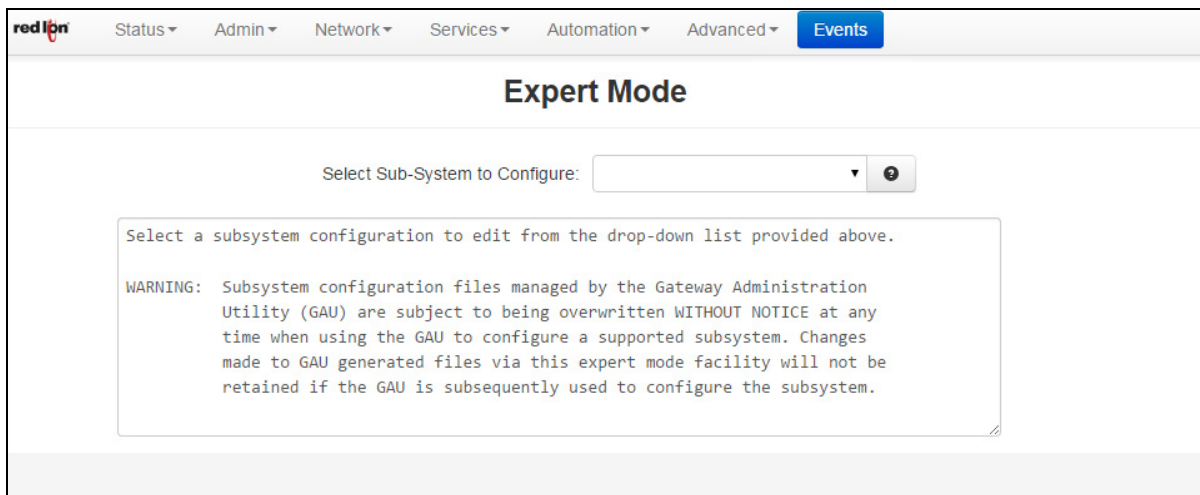 red lion Status Admin Network Services Automation Advanced Events
Expert Mode
Select Sub-System to Configure:
Select a subsystem configuration to edit from the drop-down list provided above.
WARNING: Subsystem configuration files managed by the Gateway Administration
Utility (GAU) are subject to being overwritten WITHOUT NOTICE at any
time when using the GAU to configure a supported subsystem. Changes
made to GAU generated files via this expert mode facility will not be
retained if the GAU is subsequently used to configure the subsystem.